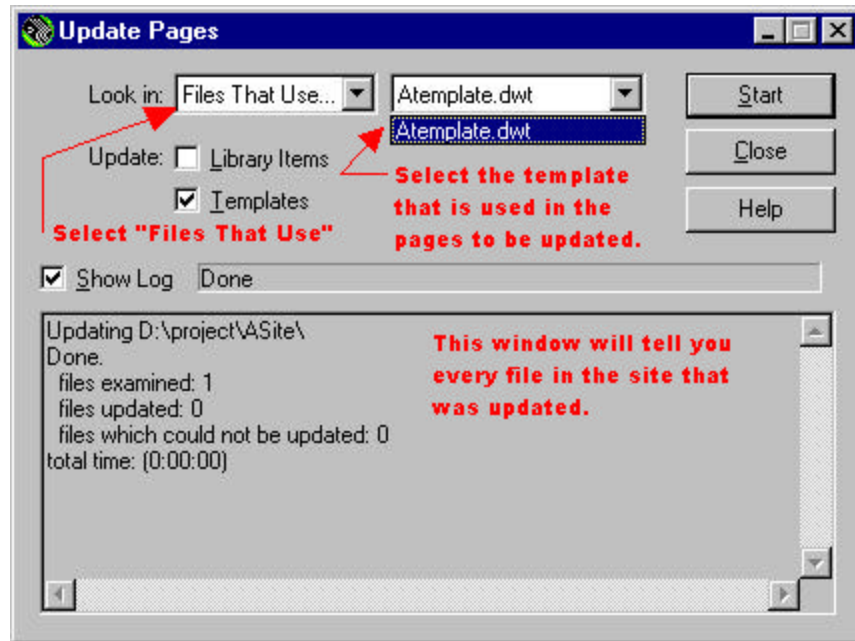 Update Pages
Look in: Files That Use... Atemplate.dwt Start
Atemplate.dwt
Update: Library Items Close
Select the template
Templates that is used in the Help
Select "Files That Use" pages to be updated.
Show Log Done
Updating D:\project\ASite\
Done.
files examined: 1
files updated: 0
files which could not be updated: 0
total time: (0:00:00)
This window will tell you
every file in the site that
was updated.